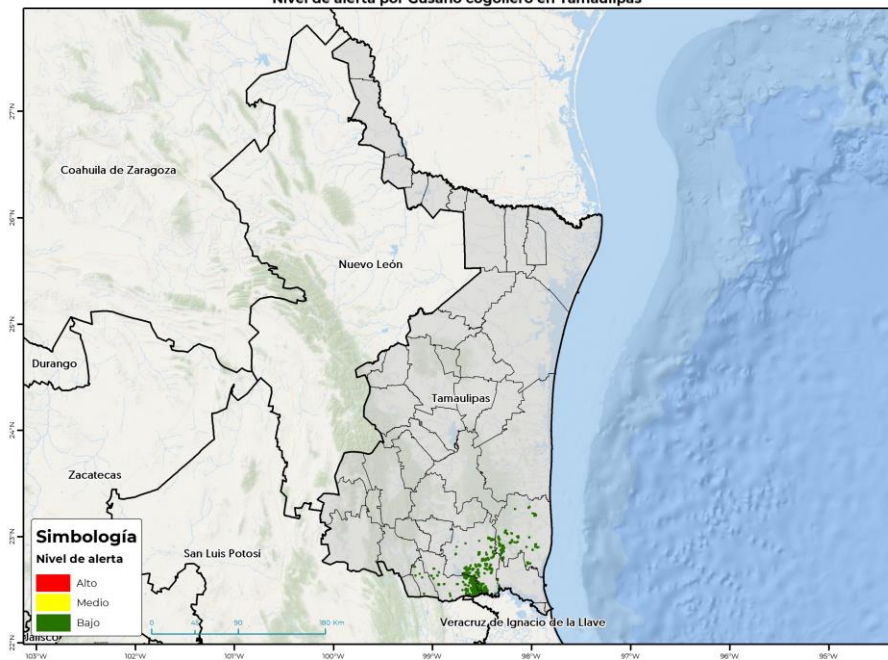 Nivel de alerta por Gusano cogollero en Tamaulipas
27°N
Coahuila de Zaragoza
26°N
Nuevo León
25°N
Durango
Tamaulipas
24°N
Zacatecas
23°N
Simbología
Nivel de alerta
San Luis Potosí
Alto
Medio
Bajo
0
90
180 Km
Veracruz de Ignacio de la Llave
Jalisco
22°N
103°W
102°W
101°W
100°W
99°W
98°W
97°W
96°W
95°W